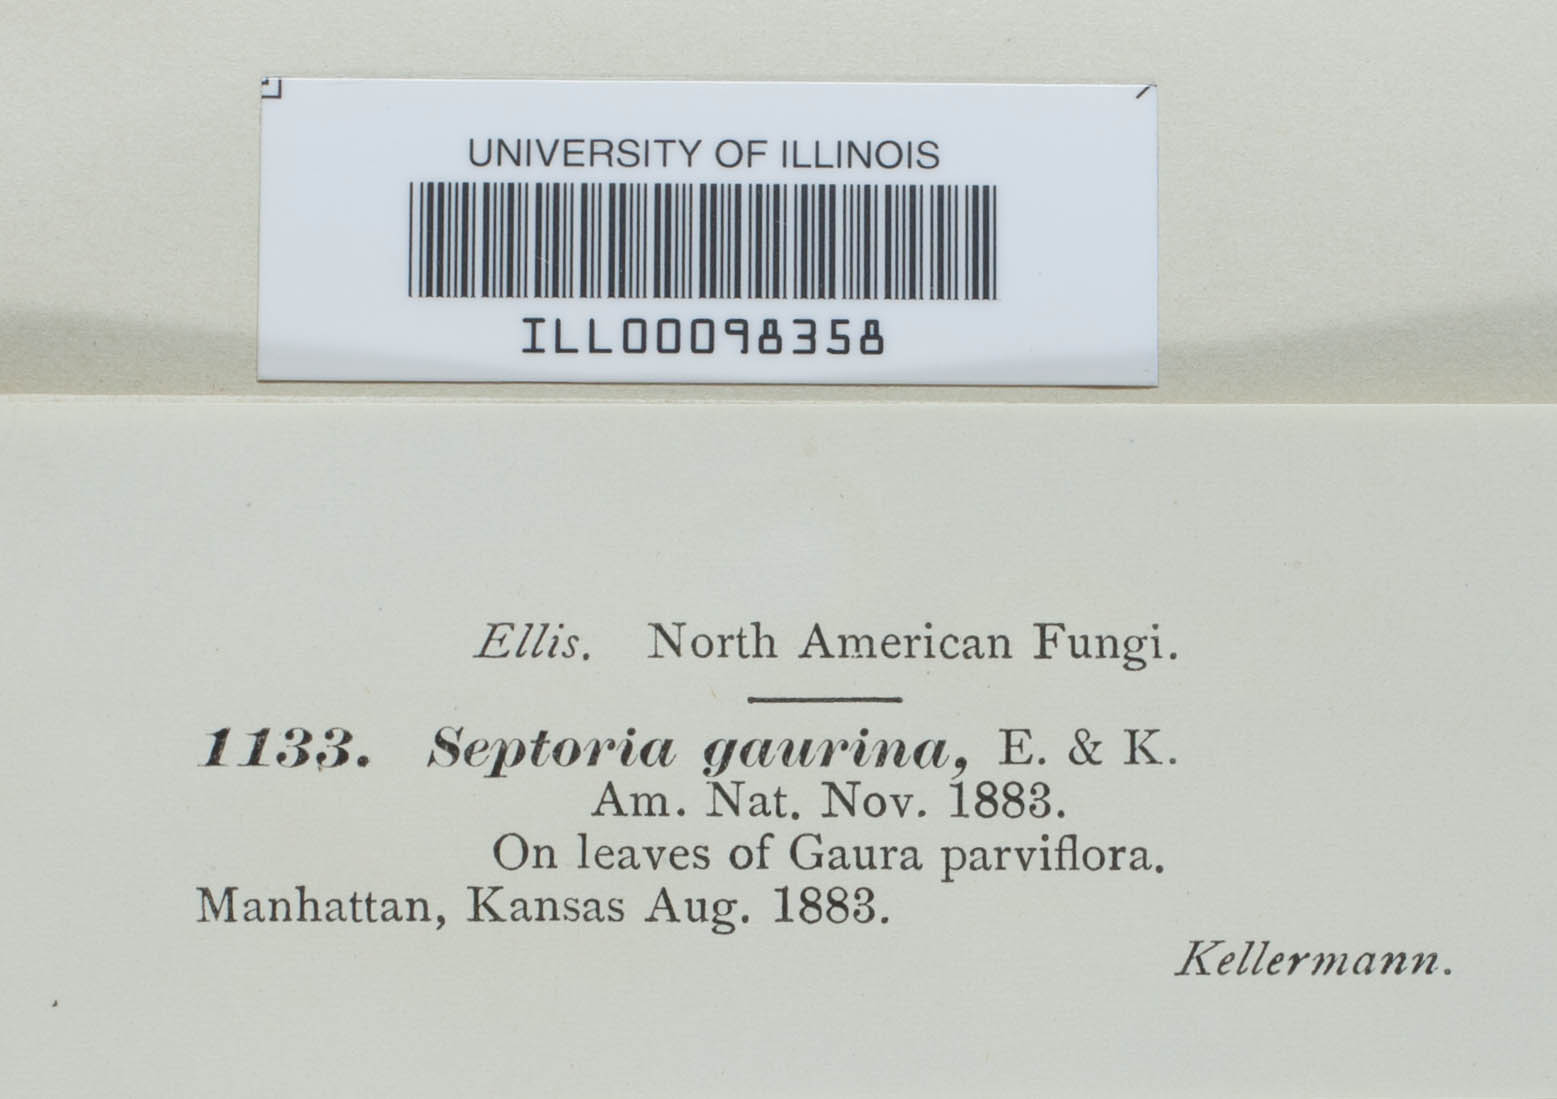 UNIVERSITY OF ILLINOIS
ILL00098358
Ellis. North American Fungi.
1133. Septoria gaurina, E. & K.
Am. Nat. Nov. 1883.
On leaves of Gaura parviflora.
Manhattan, Kansas Aug. 1883.
Kellermann.